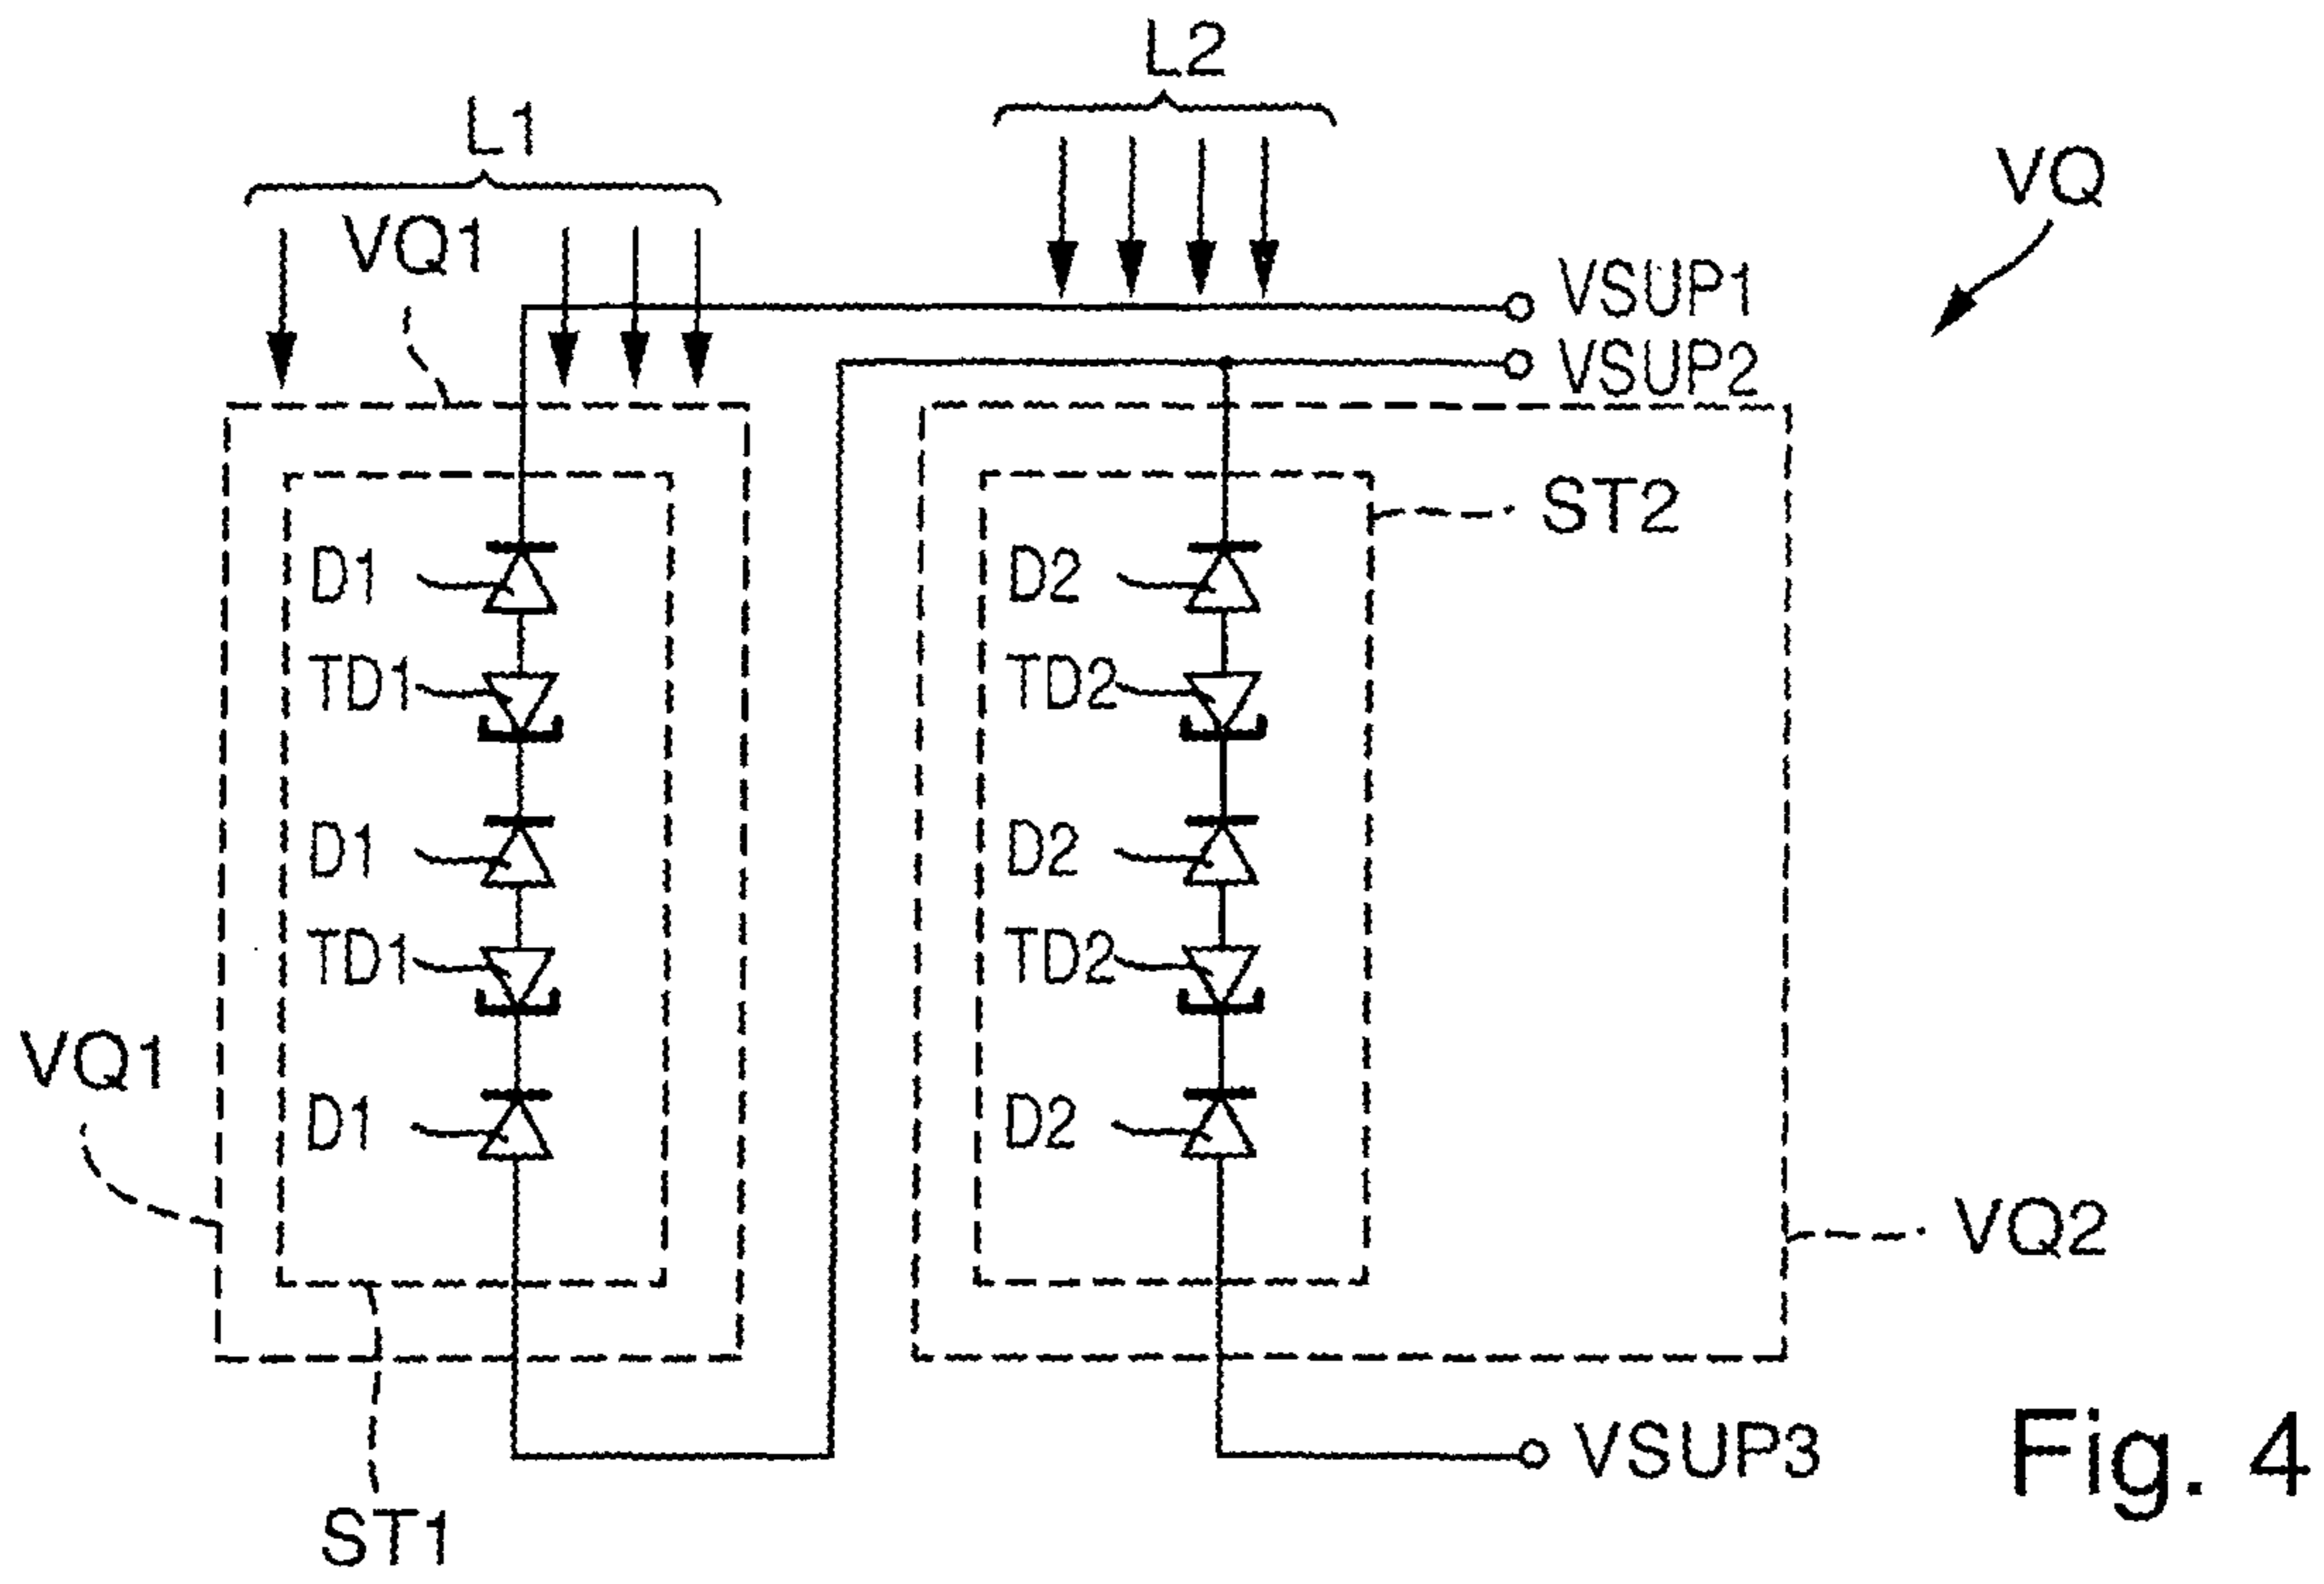 L2
L1
VQ
VQ1
VSUP1
VSUP2
ST2
D1
D2
TD1
TD2
D1
D2
TD1
TD2
VQ1
D1
D2
VQ2
VSUP3
Fig. 4
ST1